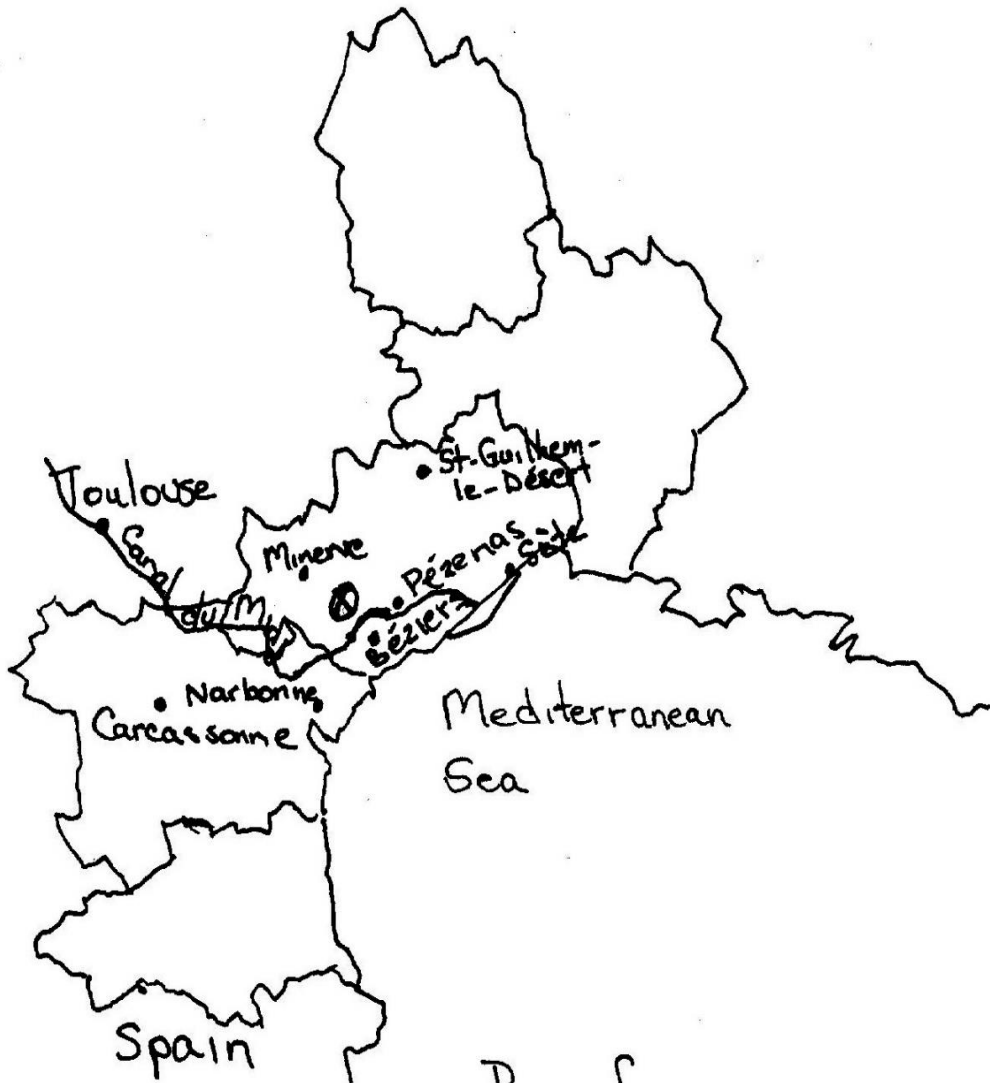 St-Guilhem-
le-Désert
Toulouse
Canal du Midi
Minerve
Pézenas
Sète
Béziers
Narbonne
Carcassonne
Mediterranean
Sea
Spain